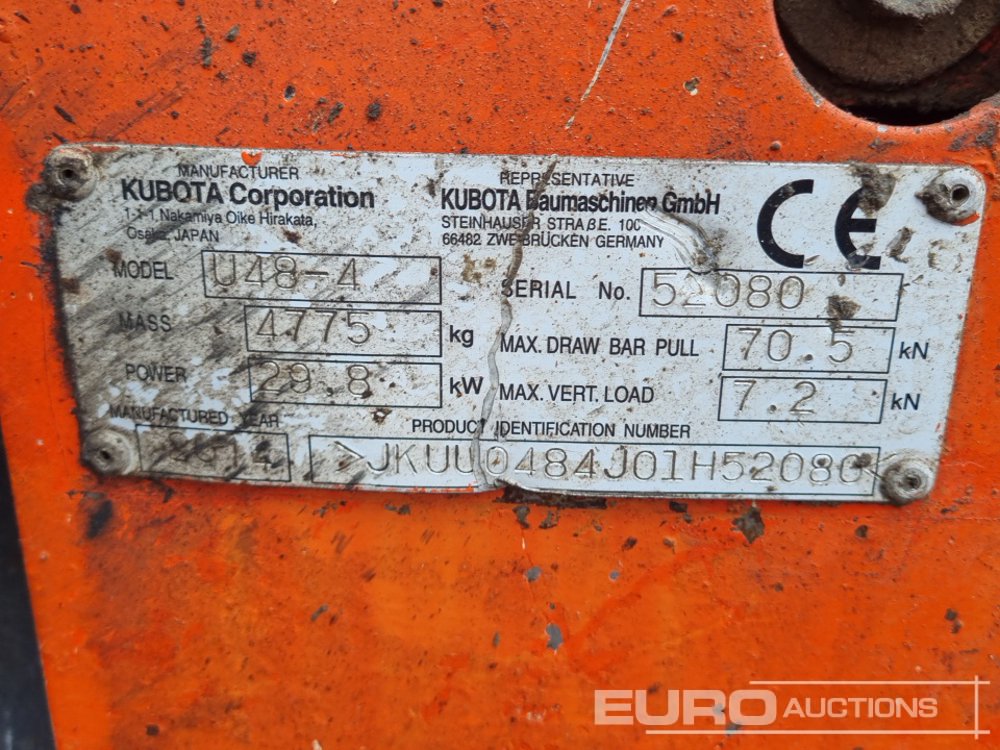 MANUFACTURER
KUBOTA Corporation
1-1-1, Nakamiya Oike Hirakata,
Osaka, JAPAN
REPRESENTATIVE
KUBOTA Baumaschinen GmbH
STEINHAUSER STRAßE. 100
66482 ZWEIBRÜCKEN GERMANY
CE
MODEL U48-4
SERIAL No. 52080
MASS 4775 kg
MAX. DRAW BAR PULL 70.5 kN
POWER 29.8 kW
MAX. VERT. LOAD 7.2 kN
MANUFACTURED YEAR
2014
PRODUCT IDENTIFICATION NUMBER
>JKUU0484J01H52080<
EURO AUCTIONS